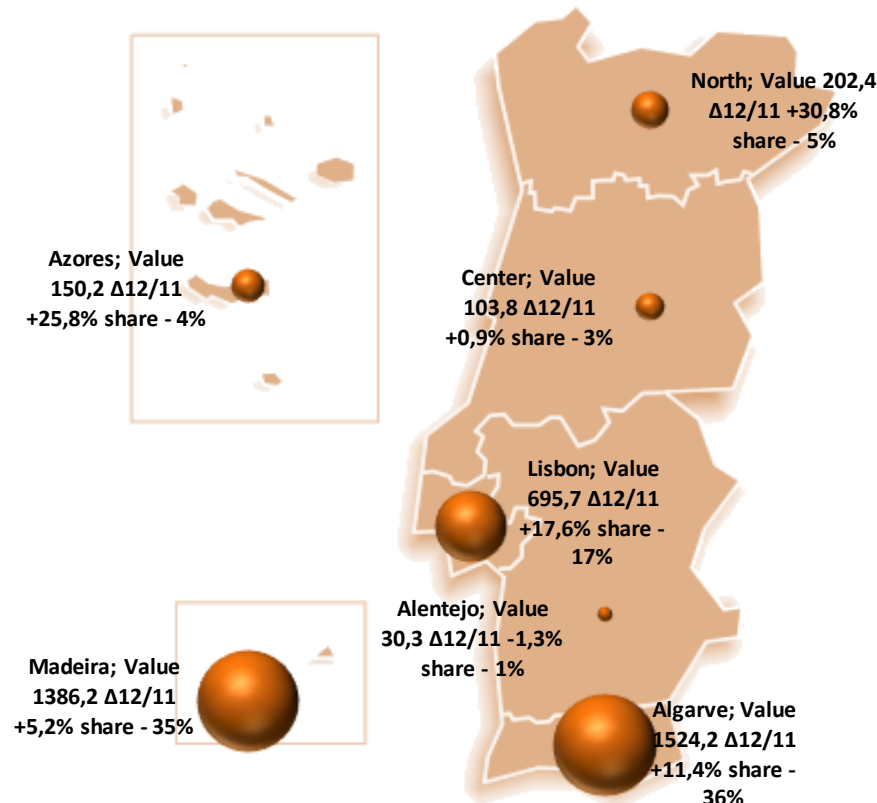 North; Value 202,4
Δ12/11 +30,8%
share - 5%
Azores; Value
150,2 Δ12/11
+25,8% share - 4%
Center; Value
103,8 Δ12/11
+0,9% share - 3%
Lisbon; Value
695,7 Δ12/11
+17,6% share -
17%
Alentejo; Value
30,3 Δ12/11 -1,3%
share - 1%
Madeira; Value
1386,2 Δ12/11
+5,2% share - 35%
Algarve; Value
1524,2 Δ12/11
+11,4% share -
36%